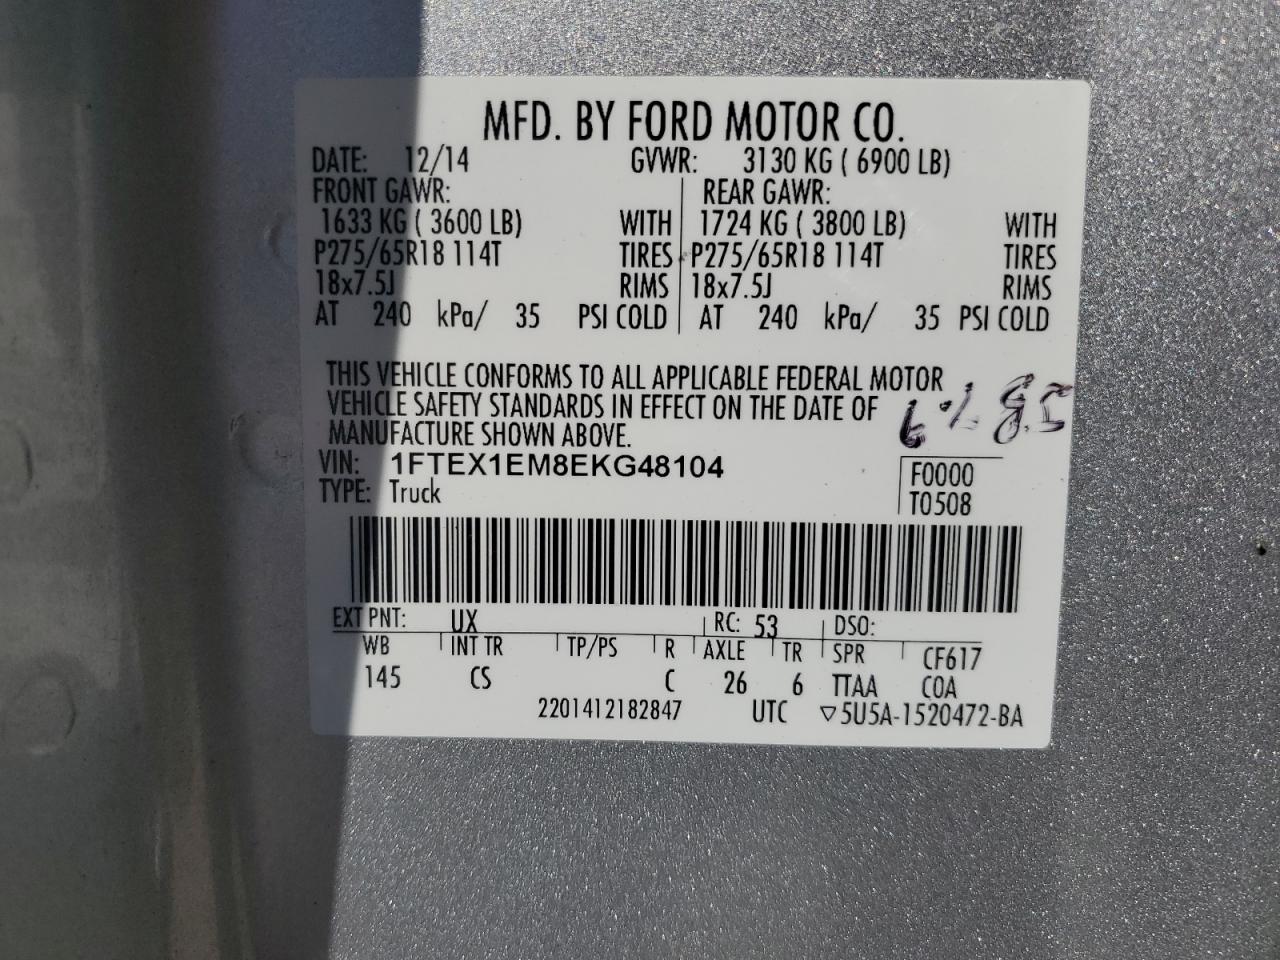 MFD. BY FORD MOTOR CO.
DATE: 12/14 GVWR: 3130 KG ( 6900 LB)
FRONT GAWR: REAR GAWR:
1633 KG ( 3600 LB) WITH 1724 KG ( 3800 LB) WITH
P275/65R18 114T TIRES P275/65R18 114T TIRES
18x7.5J RIMS 18x7.5J RIMS
AT 240 kPa/ 35 PSI COLD AT 240 kPa/ 35 PSI COLD
THIS VEHICLE CONFORMS TO ALL APPLICABLE FEDERAL MOTOR
VEHICLE SAFETY STANDARDS IN EFFECT ON THE DATE OF
MANUFACTURE SHOWN ABOVE.
VIN: 1FTEX1EM8EKG48104
TYPE: Truck
F0000
T0508
EXT PNT: UX RC: 53 DSO:
WB INT TR TP/PS R AXLE TR SPR CF617
145 CS C 26 6 TTAA COA
2201412182847 UTC ▽5U5A-1520472-BA